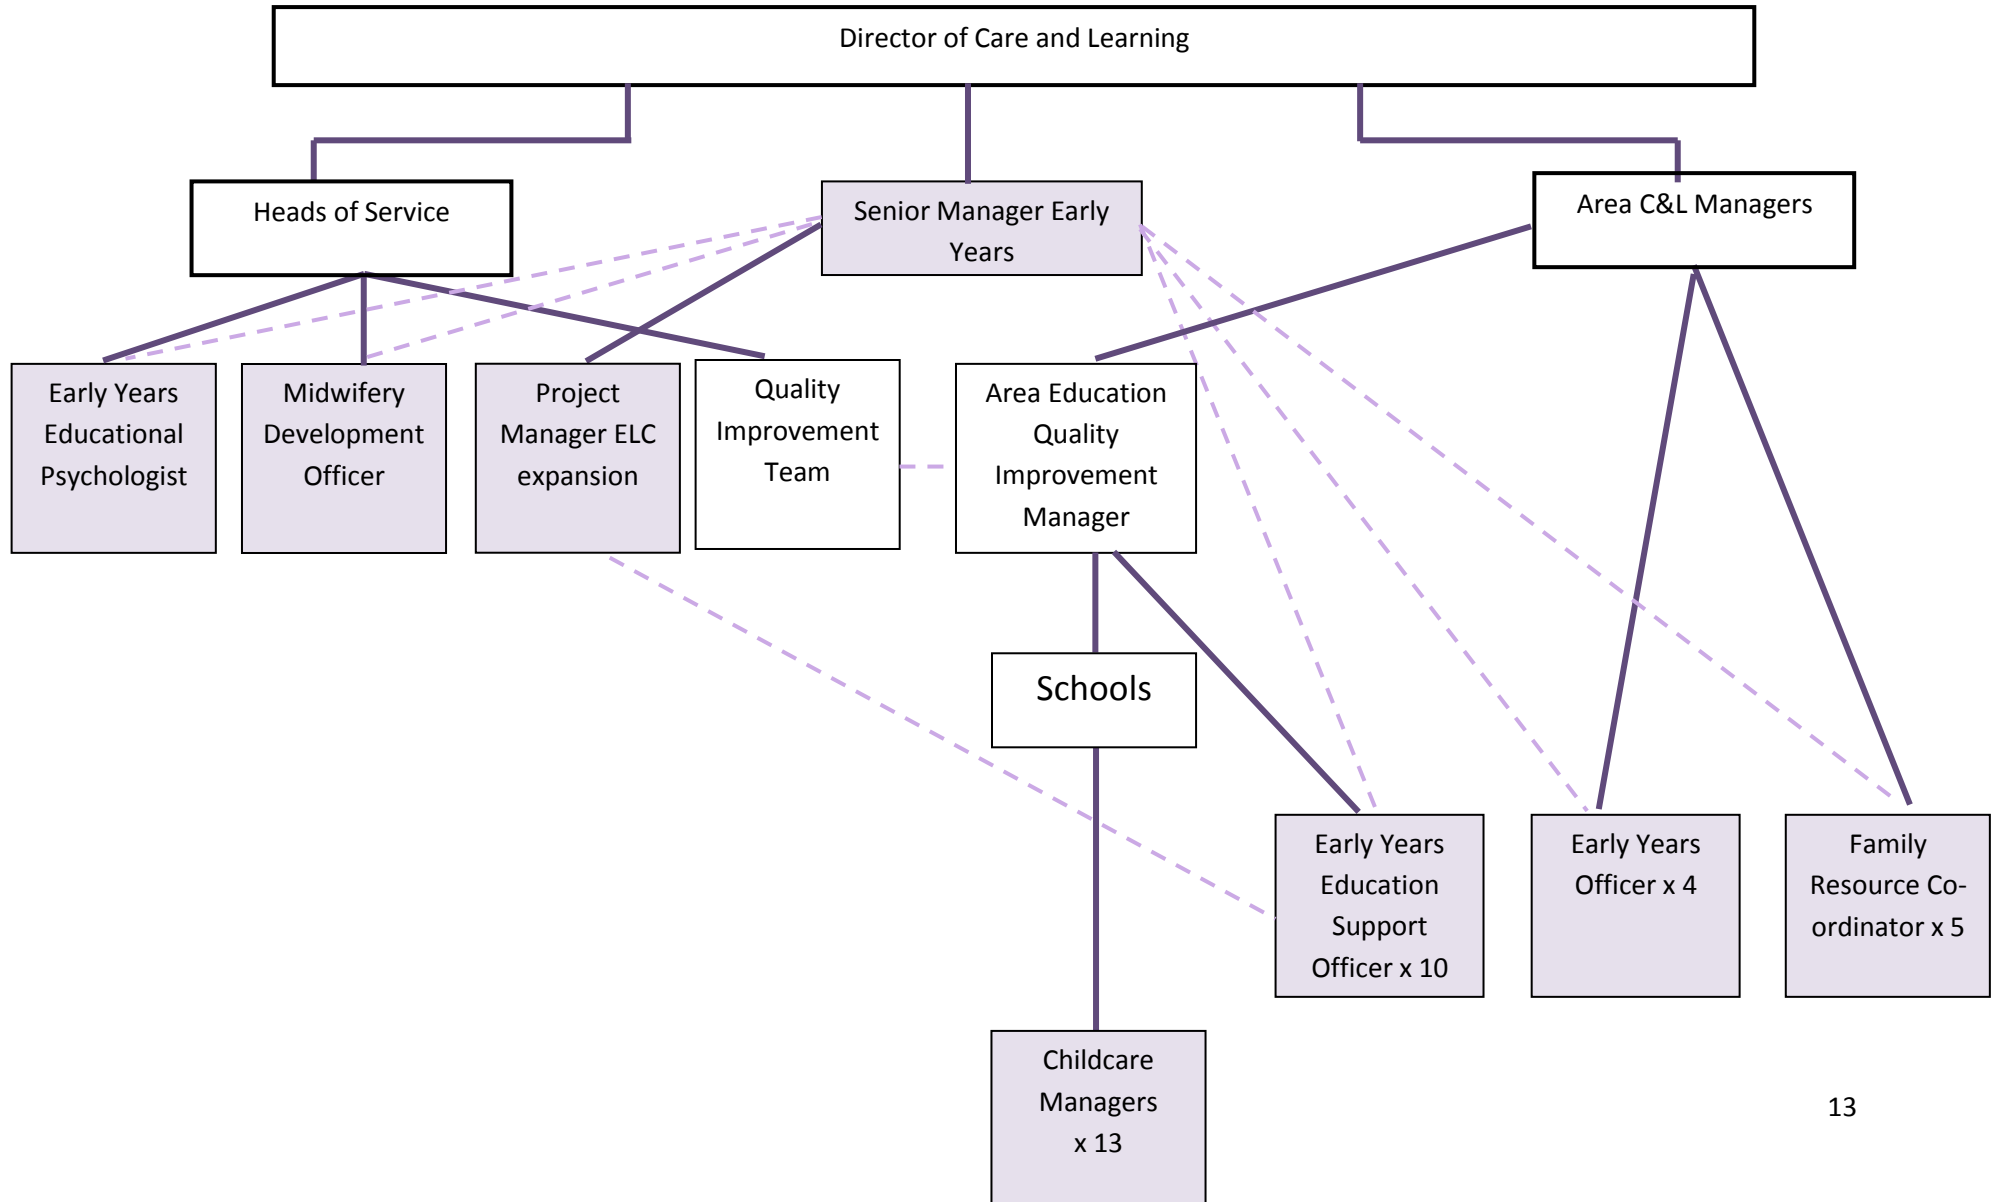 Director of Care and Learning
Heads of Service
Senior Manager Early
Years
Area C&L Managers
Early Years
Educational
Psychologist
Midwifery
Development
Officer
Project
Manager ELC
expansion
Quality
Improvement
Team
Area Education
Quality
Improvement
Manager
Schools
Early Years
Education
Support
Officer x 10
Early Years
Officer x 4
Family
Resource Co-
ordinator x 5
Childcare
Managers
x 13
13